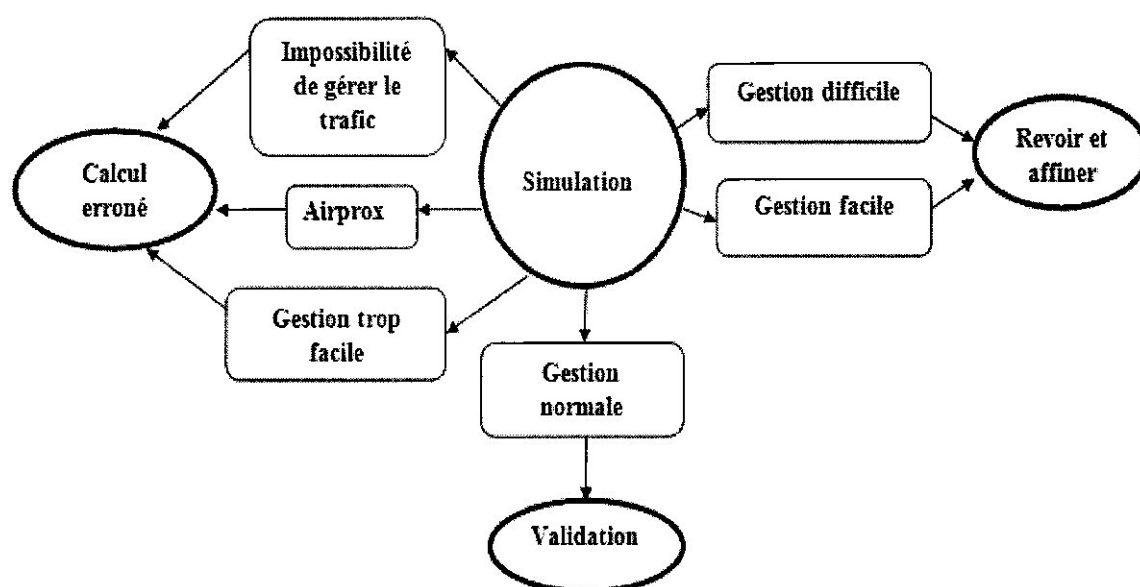 Impossibilité
de gérer le
trafic
Gestion difficile
Calcul
erroné
Airprox
Simulation
Revoir et
affiner
Gestion facile
Gestion trop
facile
Gestion
normale
Validation